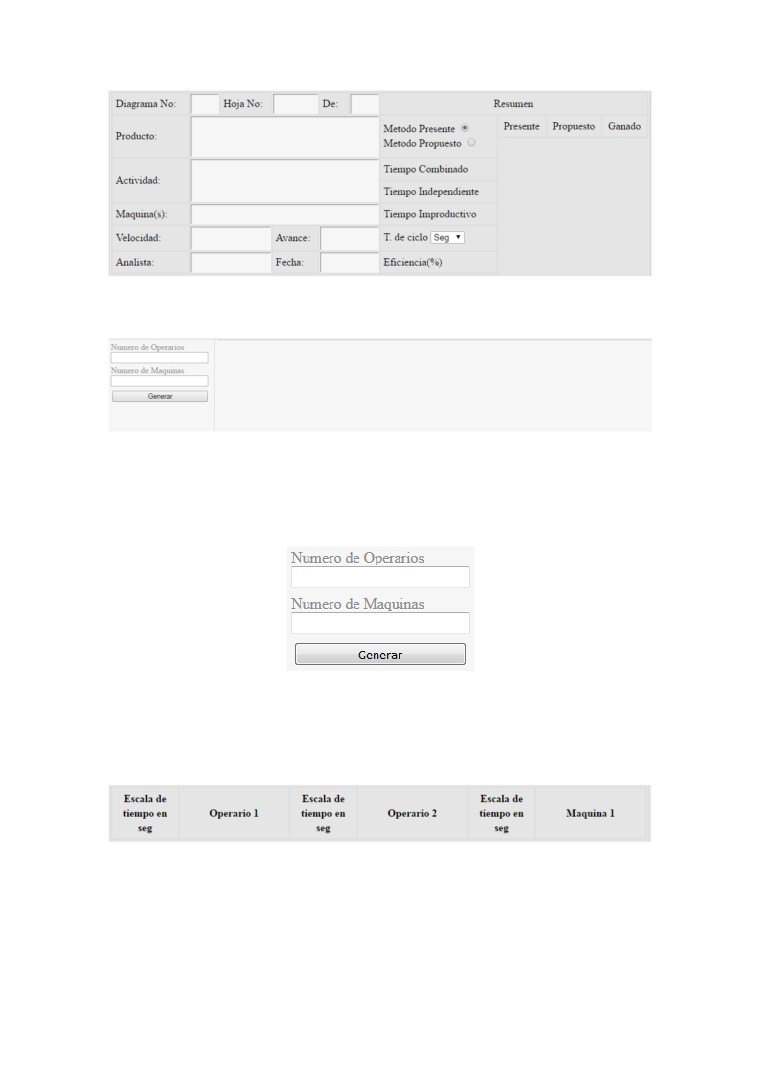 Diagrama No: Hoja No: De: Resumen
Producto: Metodo Presente Presente Propuesto Ganado
Metodo Propuesto
Actividad: Tiempo Combinado
Tiempo Independiente
Maquina(s): Tiempo Improductivo
Velocidad: Avance: T. de ciclo Seg
Analista: Fecha: Eficiencia(%)
Numero de Operarios
Numero de Maquinas
Generar
Numero de Operarios
Numero de Maquinas
Generar
Escala de tiempo en seg Operario 1 Escala de tiempo en seg Operario 2 Escala de tiempo en seg Maquina 1